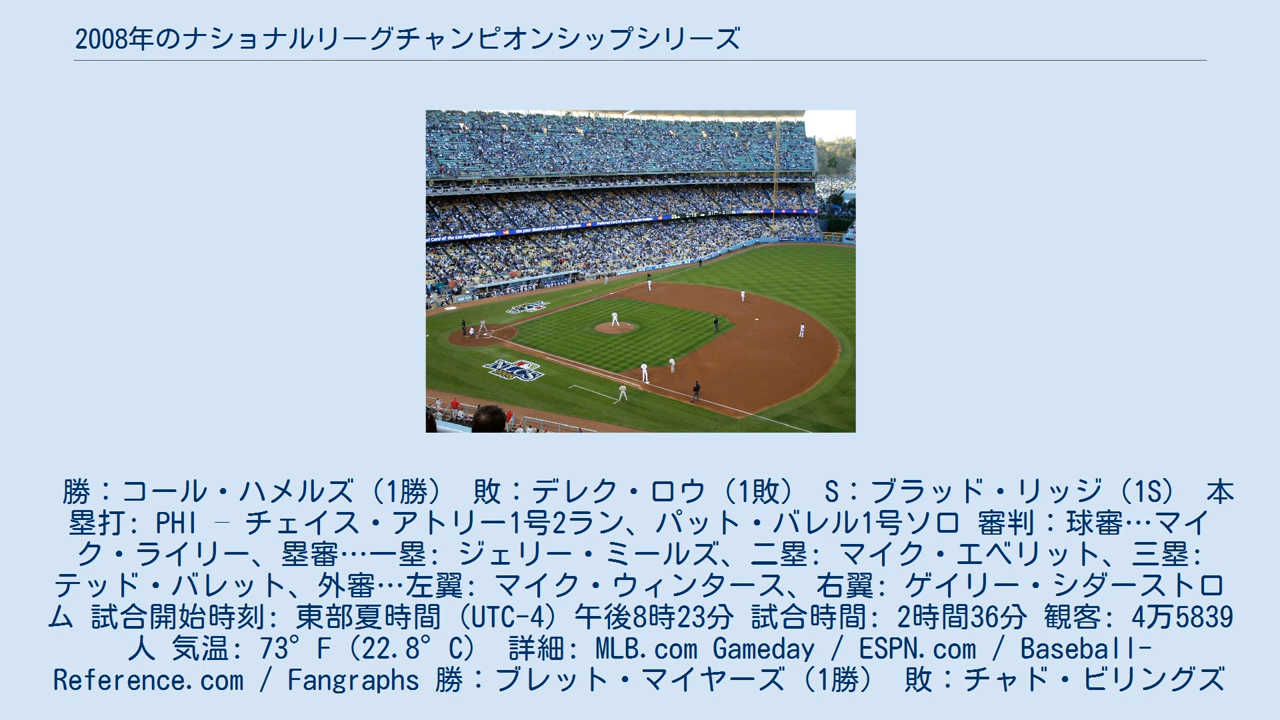 2008年のナショナルリーグチャンピオンシップシリーズ
NLCS
勝：コール・ハメルズ（1勝） 敗：デレク・ロウ（1敗） S：ブラッド・リッジ（1S） 本
塁打: PHI – チェイス・アトリー1号2ラン、パット・バレル1号ソロ 審判：球審…マイ
ク・ライリー、塁審…一塁: ジェリー・ミールズ、二塁: マイク・エベリット、三塁:
テッド・バレット、外審…左翼: マイク・ウィンタース、右翼: ゲイリー・シダーストロ
ム 試合開始時刻: 東部夏時間（UTC-4）午後8時23分 試合時間: 2時間36分 観客: 4万5839
人 気温: 73°F（22.8°C） 詳細: MLB.com Gameday / ESPN.com / Baseball-
Reference.com / Fangraphs 勝：ブレット・マイヤーズ（1勝） 敗：チャド・ビリングズ